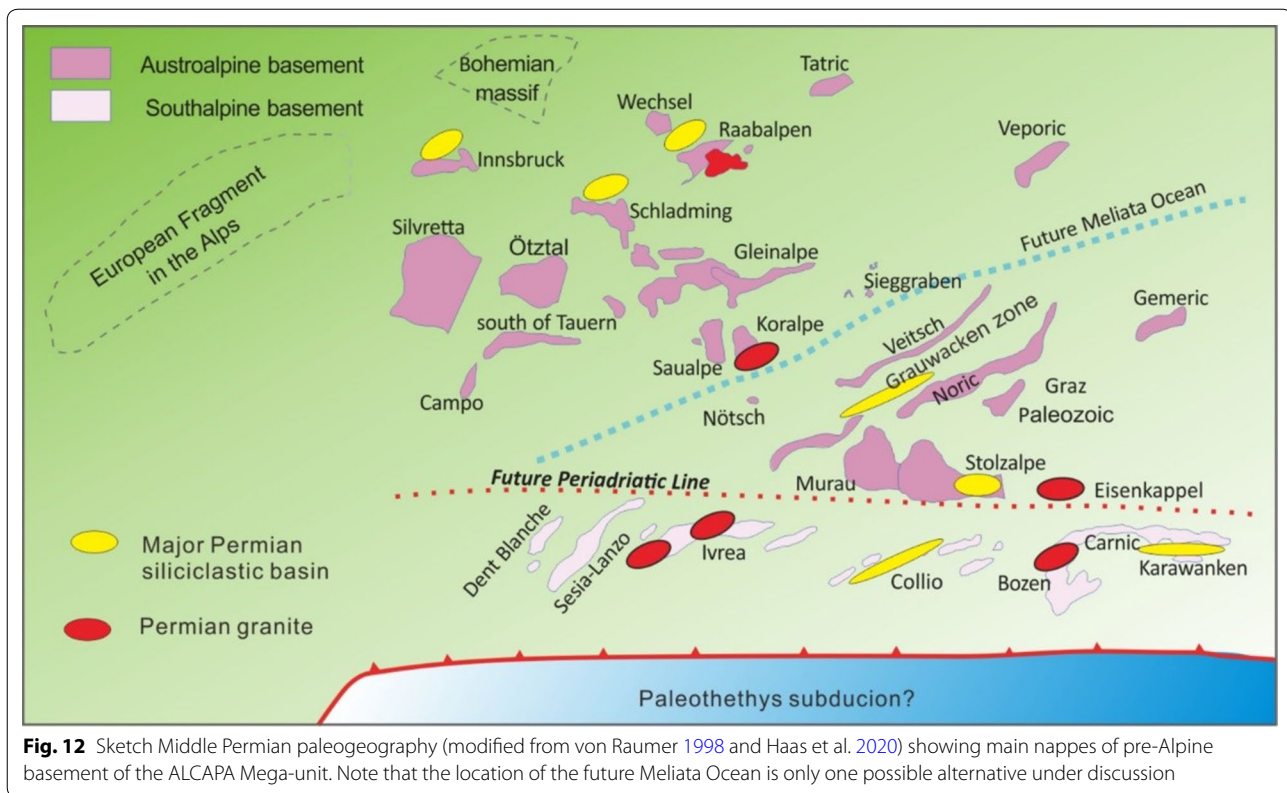 Austroalpine basement
Southalpine basement
Bohemian
massif
Tatric
Wechsel
Raabalpen
Veporic
Innsbruck
European Fragment
in the Alps
Schladming
Silvretta
Ötztal
Gleinalpe
Future Meliata Ocean
Sieggraben
Gemeric
south of Tauern
Koralpe
Veitsch
Grauwacken zone
Saualpe
Noric
Graz
Paleozoic
Campo
Nötsch
Stolzalpe
Future Periadriatic Line
Murau
Eisenkappel
Dent Blanche
Sesia-Lanzo
Ivrea
Collio
Bozen
Carnic
Karawanken
Major Permian
siliciclastic basin
Permian granite
Paleothethys subducion?
Fig. 12 Sketch Middle Permian paleogeography (modified from von Raumer 1998 and Haas et al. 2020) showing main nappes of pre-Alpine
basement of the ALCAPA Mega-unit. Note that the location of the future Meliata Ocean is only one possible alternative under discussion